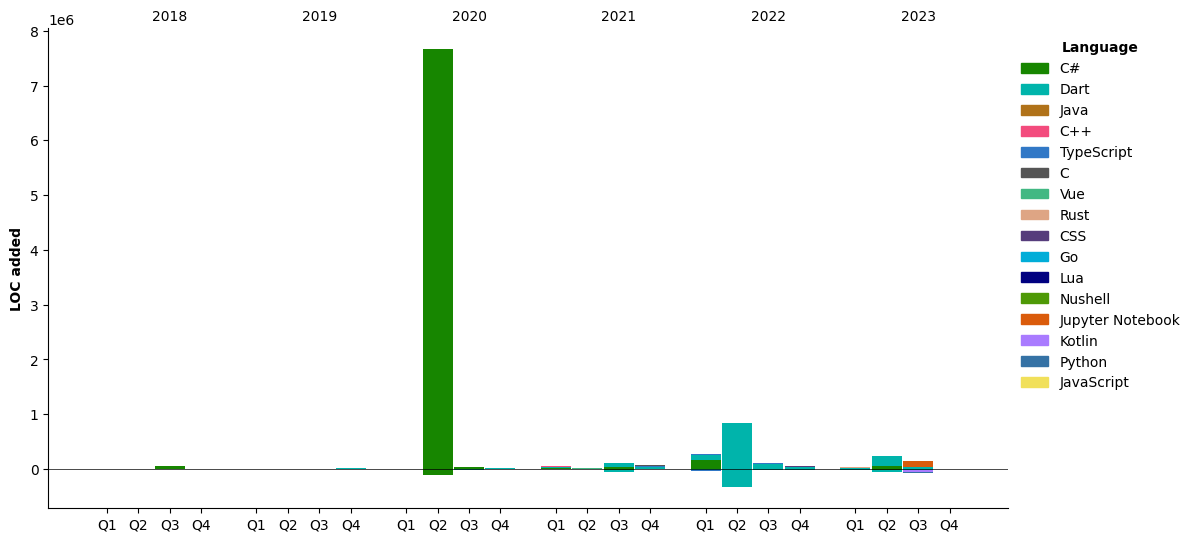 1e6
2018 2019 2020 2021 2022 2023
8
7
6
5
4
3
2
1
0
LOC added
Q1 Q2 Q3 Q4 Q1 Q2 Q3 Q4 Q1 Q2 Q3 Q4 Q1 Q2 Q3 Q4 Q1 Q2 Q3 Q4 Q1 Q2 Q3 Q4
Language
C#
Dart
Java
C++
TypeScript
C
Vue
Rust
CSS
Go
Lua
Nushell
Jupyter Notebook
Kotlin
Python
JavaScript